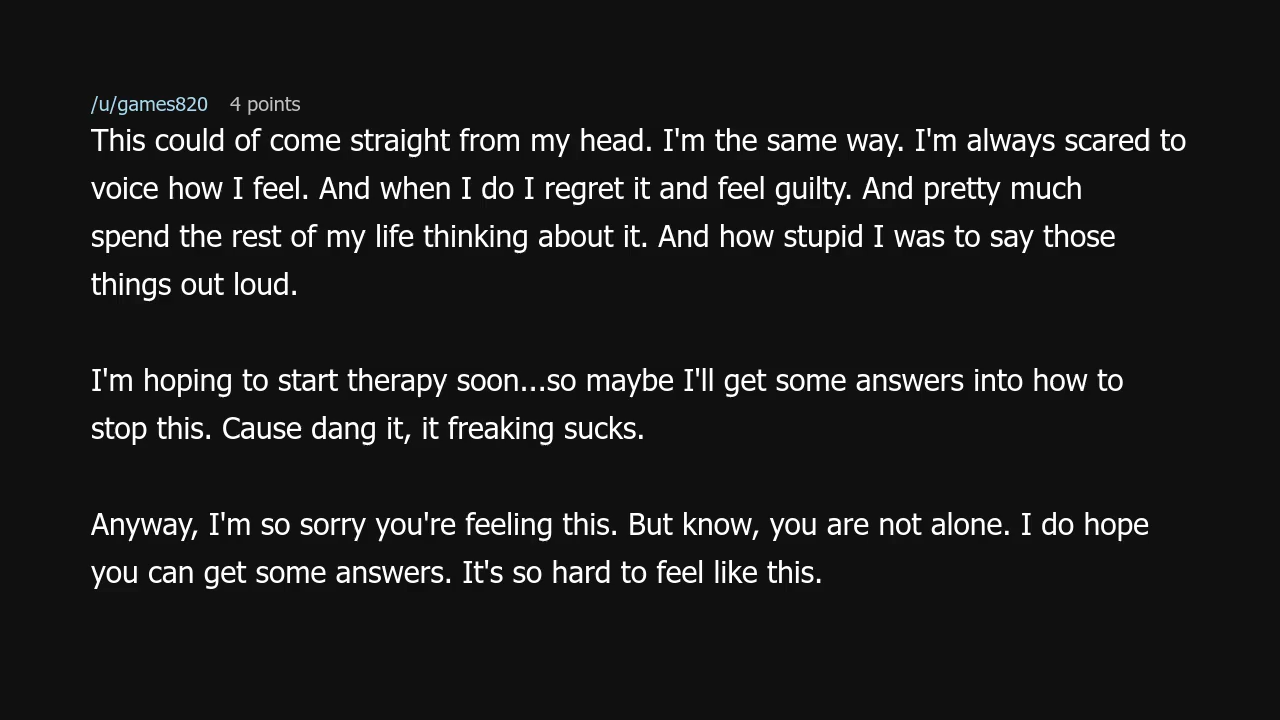 /u/games820 4 points
This could of come straight from my head. I'm the same way. I'm always scared to
voice how I feel. And when I do I regret it and feel guilty. And pretty much
spend the rest of my life thinking about it. And how stupid I was to say those
things out loud.
I'm hoping to start therapy soon...so maybe I'll get some answers into how to
stop this. Cause dang it, it freaking sucks.
Anyway, I'm so sorry you're feeling this. But know, you are not alone. I do hope
you can get some answers. It's so hard to feel like this.